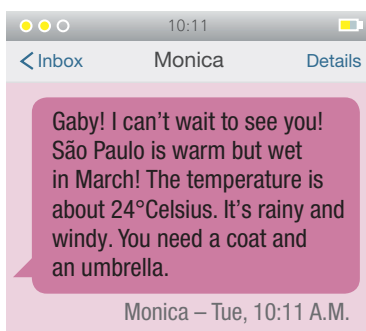 10:11
Inbox Monica Details
Gaby! I can't wait to see you!
São Paulo is warm but wet
in March! The temperature is
about 24°Celsius. It's rainy and
windy. You need a coat and
an umbrella.
Monica – Tue, 10:11 A.M.